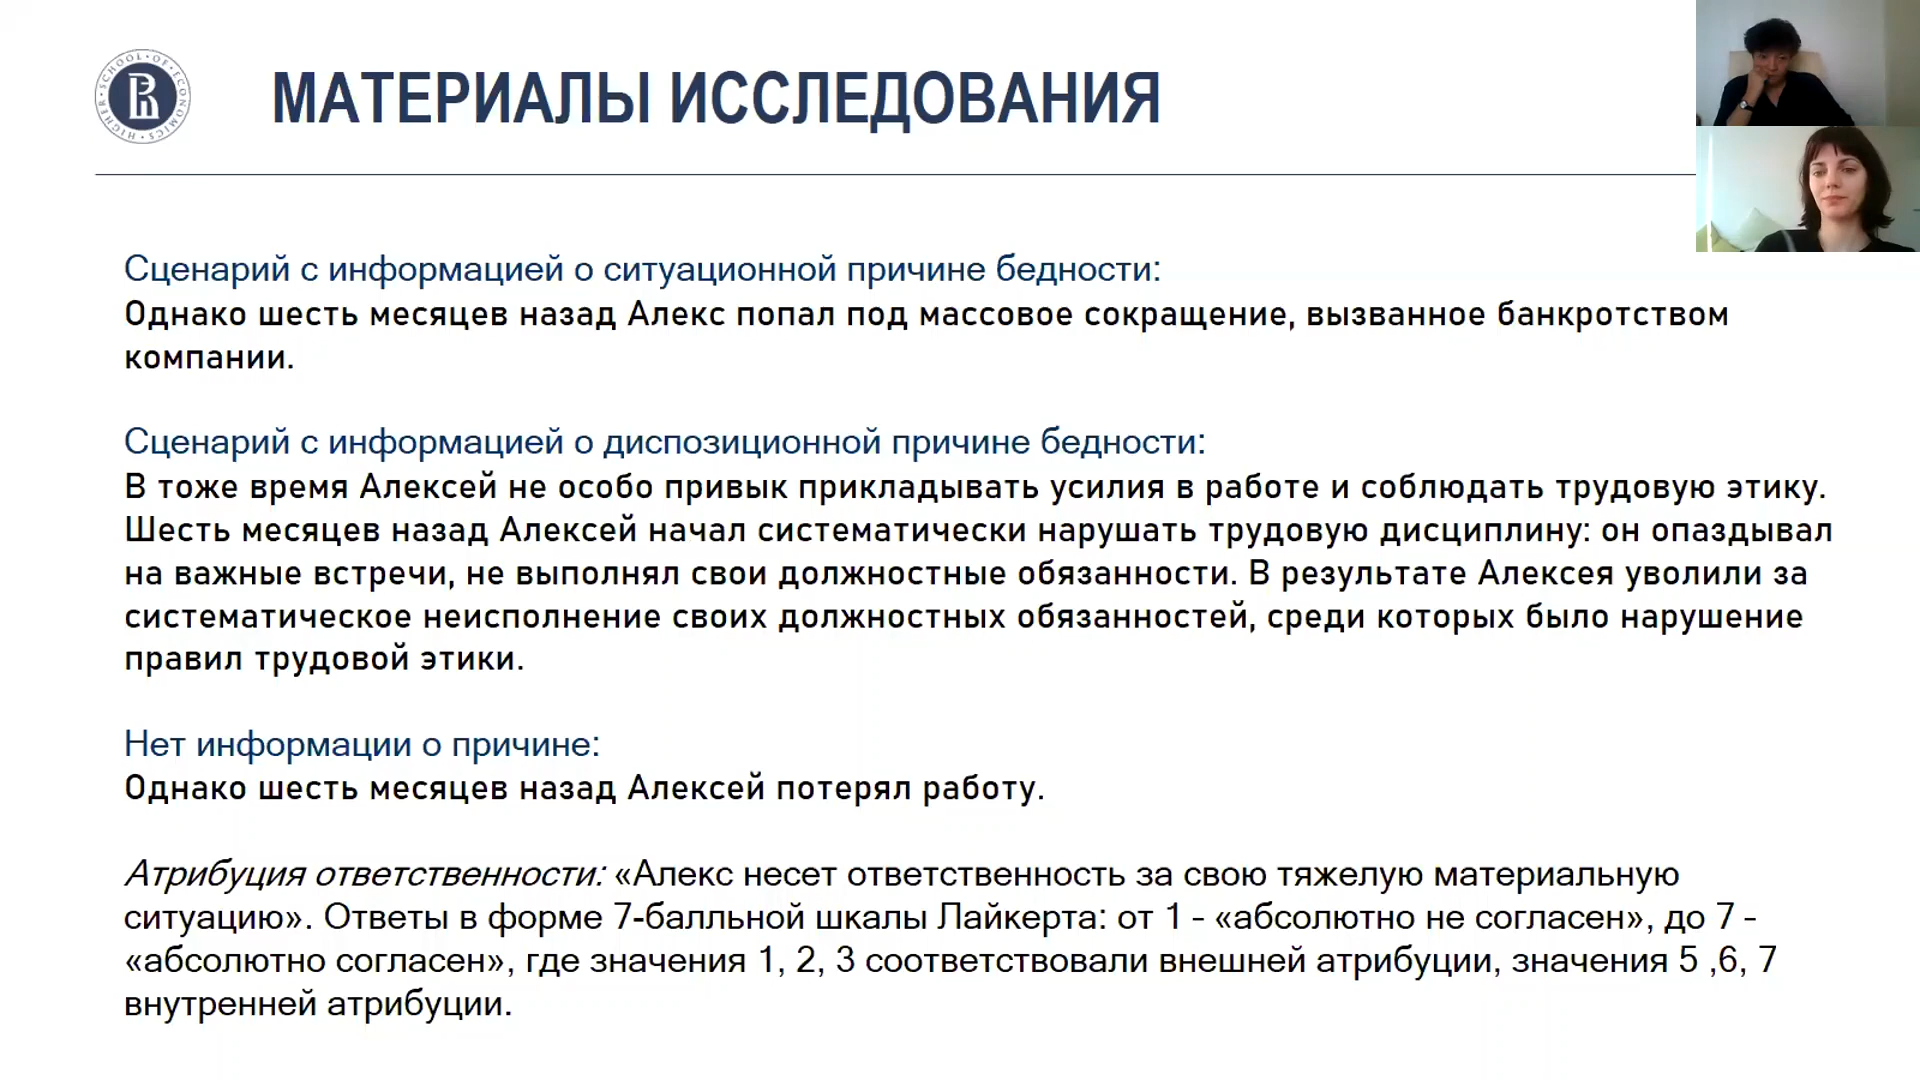 HIGHER SCHOOL OF ECONOMICS
МАТЕРИАЛЫ ИССЛЕДОВАНИЯ
Сценарий с информацией о ситуационной причине бедности:
Однако шесть месяцев назад Алекс попал под массовое сокращение, вызванное банкротством
компании.
Сценарий с информацией о диспозиционной причине бедности:
В тоже время Алексей не особо привык прикладывать усилия в работе и соблюдать трудовую этику.
Шесть месяцев назад Алексей начал систематически нарушать трудовую дисциплину: он опаздывал
на важные встречи, не выполнял свои должностные обязанности. В результате Алексея уволили за
систематическое неисполнение своих должностных обязанностей, среди которых было нарушение
правил трудовой этики.
Нет информации о причине:
Однако шесть месяцев назад Алексей потерял работу.
Атрибуция ответственности: «Алекс несет ответственность за свою тяжелую материальную
ситуацию». Ответы в форме 7-балльной шкалы Лайкерта: от 1 - «абсолютно не согласен», до 7 -
«абсолютно согласен», где значения 1, 2, 3 соответствовали внешней атрибуции, значения 5 ,6, 7
внутренней атрибуции.